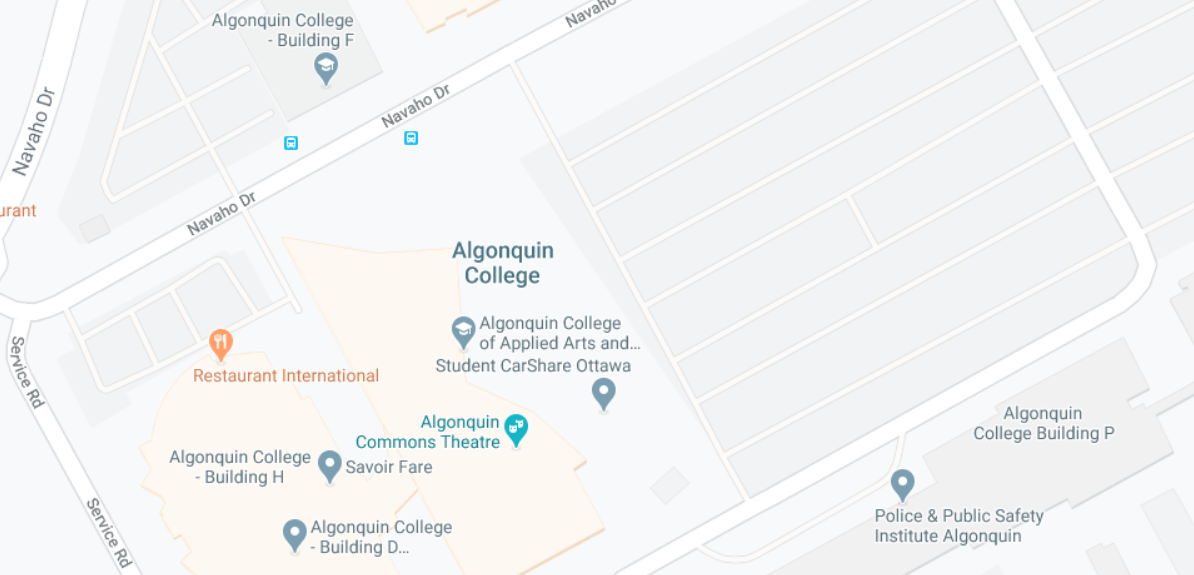 Algonquin College
- Building F
Navaho
Navaho Dr
Navaho Dr
urant
Navaho Dr
Algonquin
College
Algonquin College
of Applied Arts and...
Student CarShare Ottawa
Service Rd
Restaurant International
Algonquin
Commons Theatre
Algonquin
College Building P
Algonquin College
- Building H
Savoir Fare
Service Rd
Police & Public Safety
Institute Algonquin
Algonquin College
- Building D...